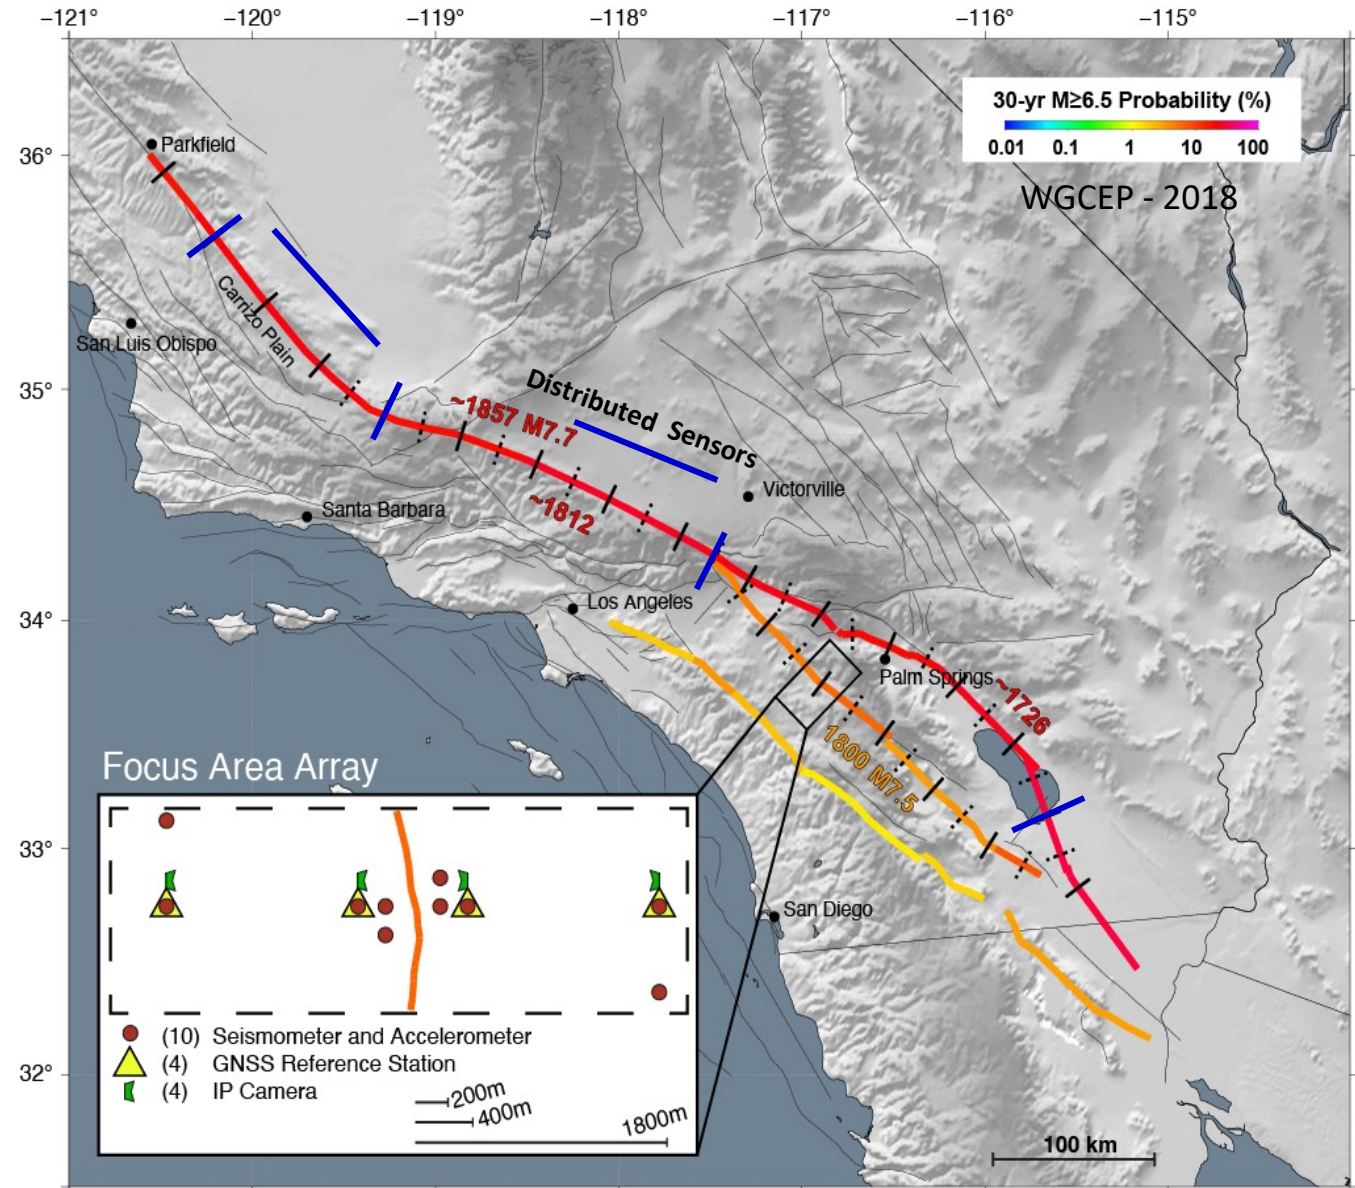 −121° −120° −119° −118° −117° −116° −115°
30-yr M≥6.5 Probability (%)
0.01 0.1 1 10 100
WGCEP - 2018
36°
Parkfield
Carrizo Plain
San Luis Obispo
35°
Distributed Sensors
~1857 M7.7
Victorville
~1812
Santa Barbara
Los Angeles
34°
Palm Springs
~1726
1800 M7.5
Focus Area Array
33°
San Diego
(10) Seismometer and Accelerometer
(4) GNSS Reference Station
(4) IP Camera
200m
400m
1800m
32°
100 km